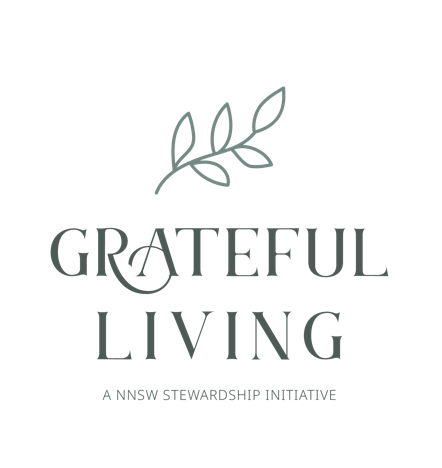 GRATEFUL
LIVING
A NNSW STEWARDSHIP INITIATIVE